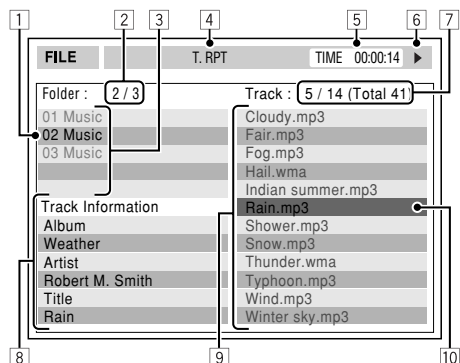 1 2 3 4 5 6 7
FILE T. RPT TIME 00:00:14
Folder : 2 / 3 Track : 5 / 14 (Total 41)
01 Music
02 Music
03 Music
Track Information
Album
Weather
Artist
Robert M. Smith
Title
Rain
Cloudy.mp3
Fair.mp3
Fog.mp3
Hail.wma
Indian summer.mp3
Rain.mp3
Shower.mp3
Snow.mp3
Thunder.wma
Typhoon.mp3
Wind.mp3
Winter sky.mp3
8 9 10